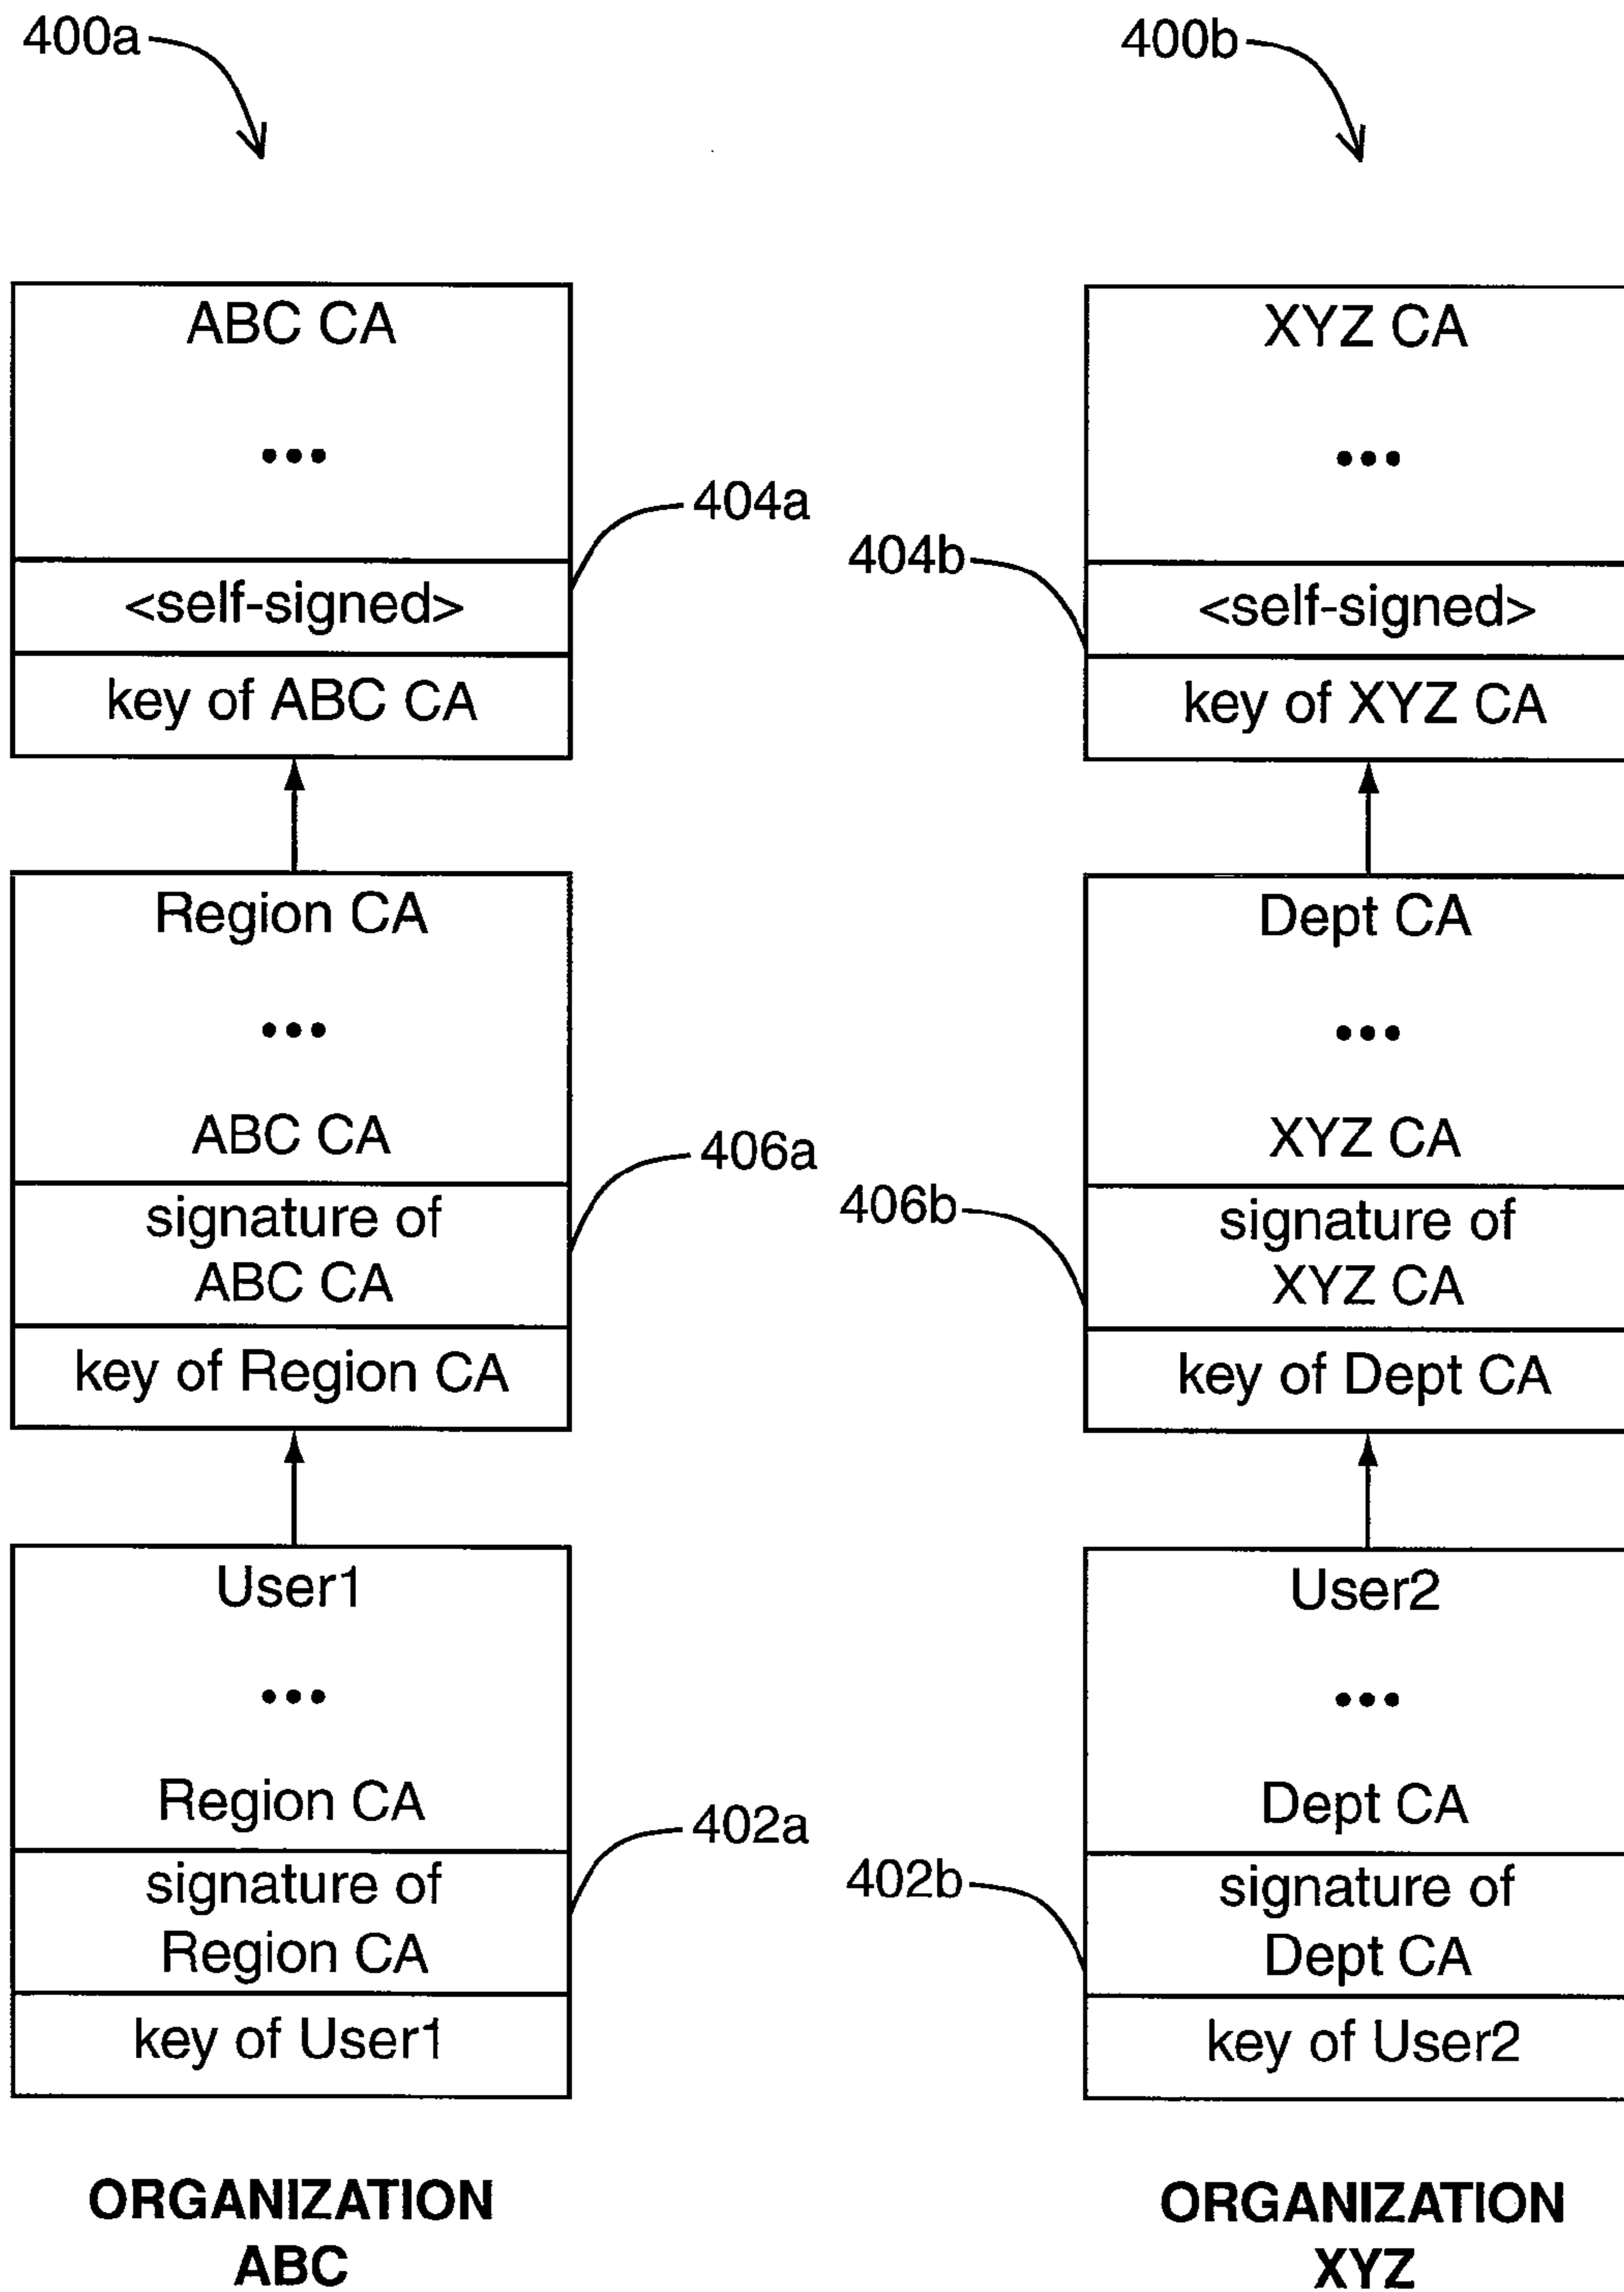 400a
ABC CA
•••
404a
<self-signed>
key of ABC CA
Region CA
•••
ABC CA
406a
signature of
ABC CA
key of Region CA
User1
•••
Region CA
402a
signature of
Region CA
key of User1
ORGANIZATION
ABC
400b
XYZ CA
•••
404b
<self-signed>
key of XYZ CA
Dept CA
•••
XYZ CA
406b
signature of
XYZ CA
key of Dept CA
User2
•••
Dept CA
402b
signature of
Dept CA
key of User2
ORGANIZATION
XYZ